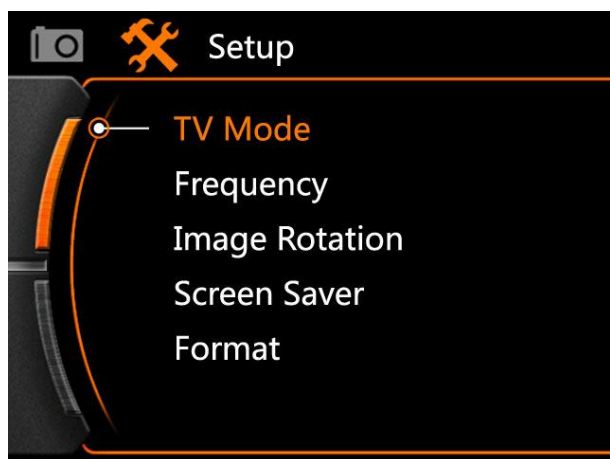 Setup
TV Mode
Frequency
Image Rotation
Screen Saver
Format